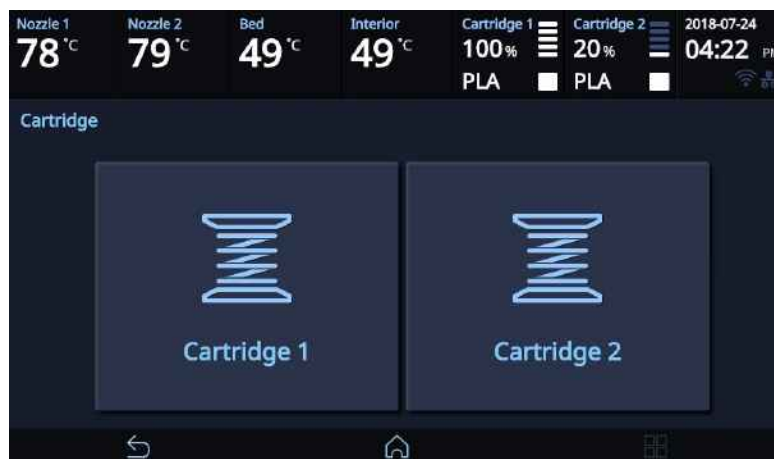 Nozzle 1
78°C
Nozzle 2
79°C
Bed
49°C
Interior
49°C
Cartridge 1
100%
PLA
Cartridge 2
20%
PLA
2018-07-24
04:22 PM
Cartridge
Cartridge 1
Cartridge 2